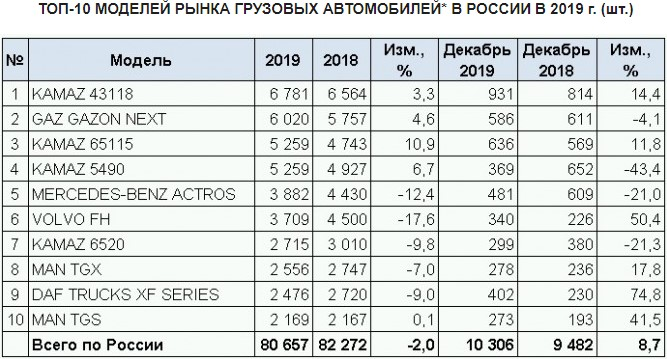 ТОП-10 МОДЕЛЕЙ РЫНКА ГРУЗОВЫХ АВТОМОБИЛЕЙ* В РОССИИ В 2019 г. (шт.)
№ Модель 2019 2018 Изм., % Декабрь 2019 Декабрь 2018 Изм., %
1 KAMAZ 43118 6 781 6 564 3,3 931 814 14,4
2 GAZ GAZON NEXT 6 020 5 757 4,6 586 611 -4,1
3 KAMAZ 65115 5 259 4 743 10,9 636 569 11,8
4 KAMAZ 5490 5 259 4 927 6,7 369 652 -43,4
5 MERCEDES-BENZ ACTROS 3 882 4 430 -12,4 481 609 -21,0
6 VOLVO FH 3 709 4 500 -17,6 340 226 50,4
7 KAMAZ 6520 2 715 3 010 -9,8 299 380 -21,3
8 MAN TGX 2 556 2 747 -7,0 278 236 17,8
9 DAF TRUCKS XF SERIES 2 476 2 720 -9,0 402 230 74,8
10 MAN TGS 2 169 2 167 0,1 273 193 41,5
Всего по России 80 657 82 272 -2,0 10 306 9 482 8,7